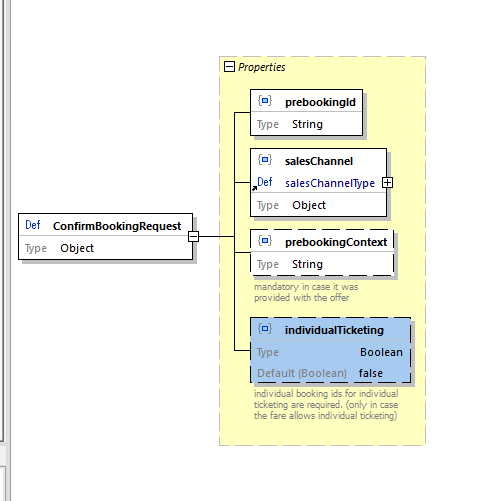 Properties
prebookingId
Type String
salesChannel
Def salesChannelType
Type Object
Def ConfirmBookingRequest
Type Object
prebookingContext
Type String
mandatory in case it was
provided with the offer
individualTicketing
Type Boolean
Default (Boolean) false
individual booking ids for individual
ticketing are required. (only in case
the fare allows individual ticketing)